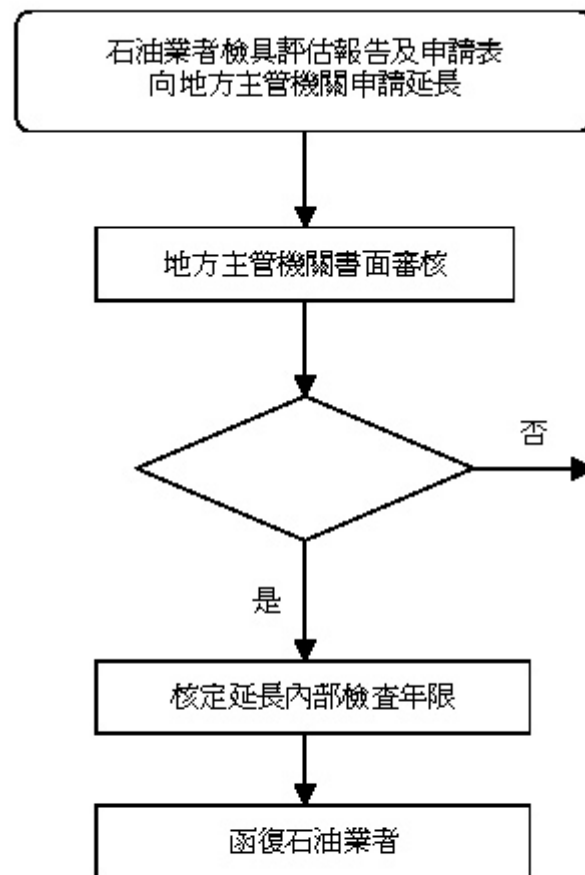 石油業者檢具評估報告及申請表
向地方主管機關申請延長
地方主管機關書面審核
否
是
核定延長內部檢查年限
函復石油業者